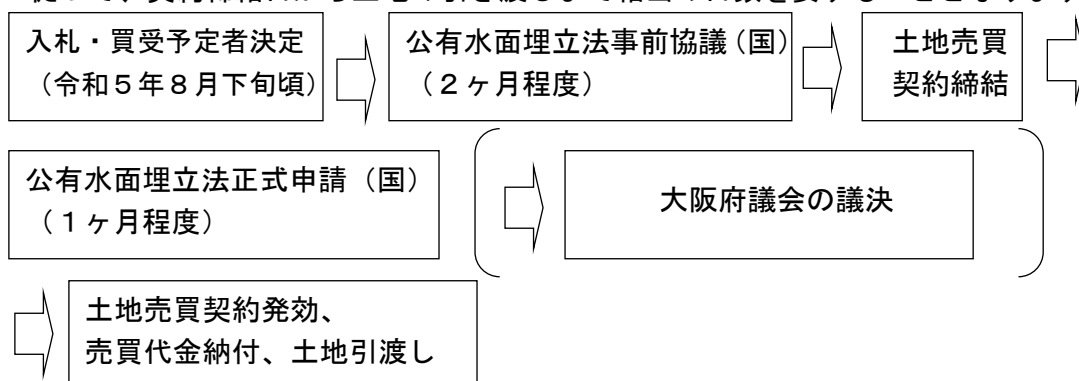 入札・買受予定者決定
（令和５年８月下旬頃）
公有水面埋立法事前協議（国）
（２ヶ月程度）
土地売買
契約締結
公有水面埋立法正式申請（国）
（１ヶ月程度）
大阪府議会の議決
土地売買契約発効、
売買代金納付、土地引渡し